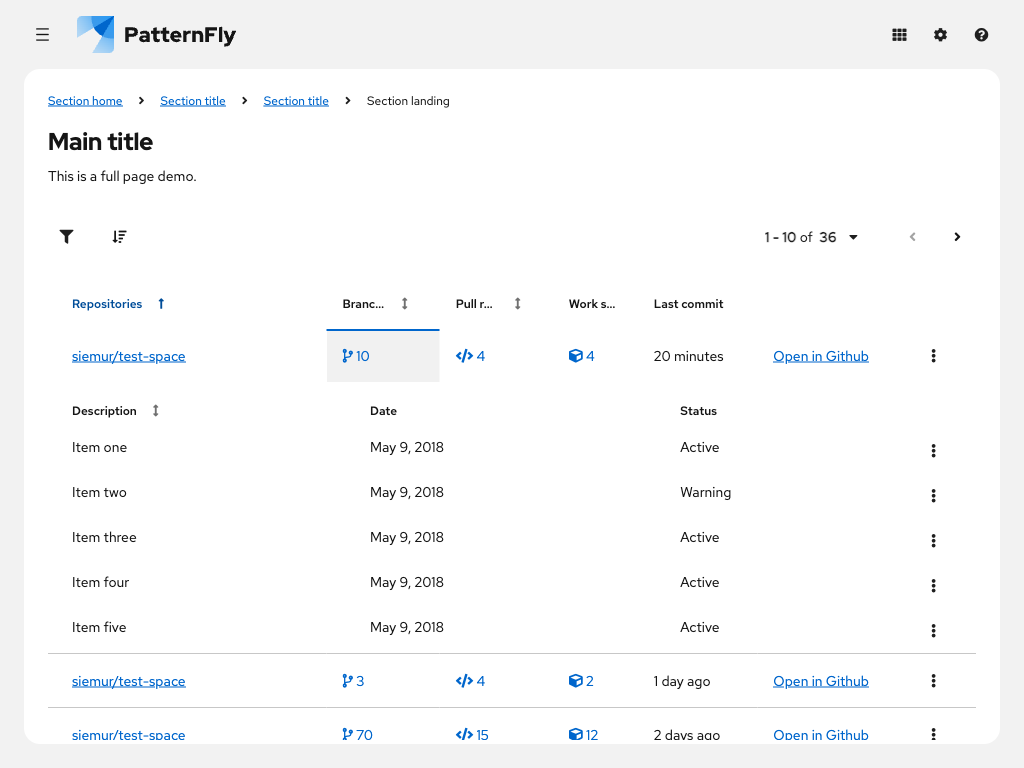 PatternFly
Section home Section title Section title Section landing
Main title
This is a full page demo.
1 - 10 of 36
Repositories Branc... Pull r... Work s... Last commit
siemur/test-space 10 4 4 20 minutes Open in Github
Description Date Status
Item one May 9, 2018 Active
Item two May 9, 2018 Warning
Item three May 9, 2018 Active
Item four May 9, 2018 Active
Item five May 9, 2018 Active
siemur/test-space 3 4 2 1 day ago Open in Github
siemur/test-space 70 15 12 2 days ago Open in Github